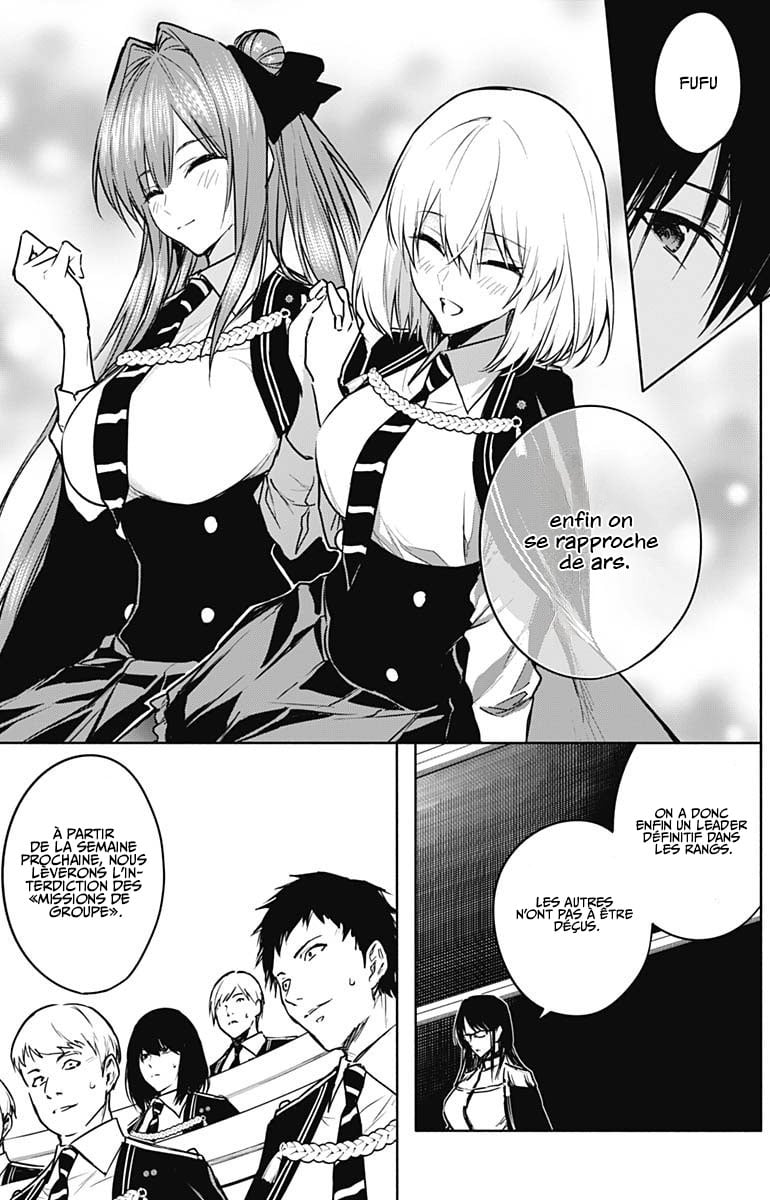 FUFU
enfin on
se rapproche
de ars.
ON A DONC
ENFIN UN LEADER
DÉFINITIF DANS
LES RANGS.
LES AUTRES
N'ONT PAS À ÊTRE
DÉÇUS.
À PARTIR
DE LA SEMAINE
PROCHAINE, NOUS
LÈVERONS L'IN-
TERDICTION DES
«MISSIONS DE
GROUPE».